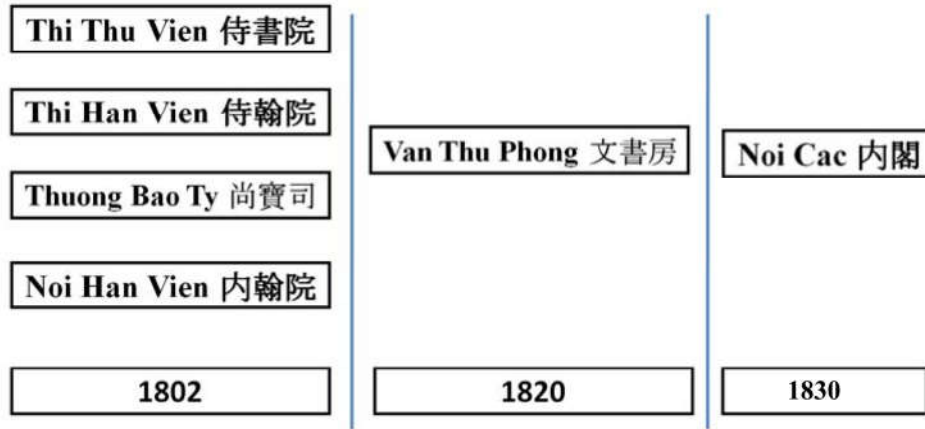 Thi Thu Vien 侍書院
Thi Han Vien 侍翰院
Thuong Bao Ty 尚寶司
Noi Han Vien 内翰院
1802
Van Thu Phong 文書房
1820
Noi Cac 内閣
1830